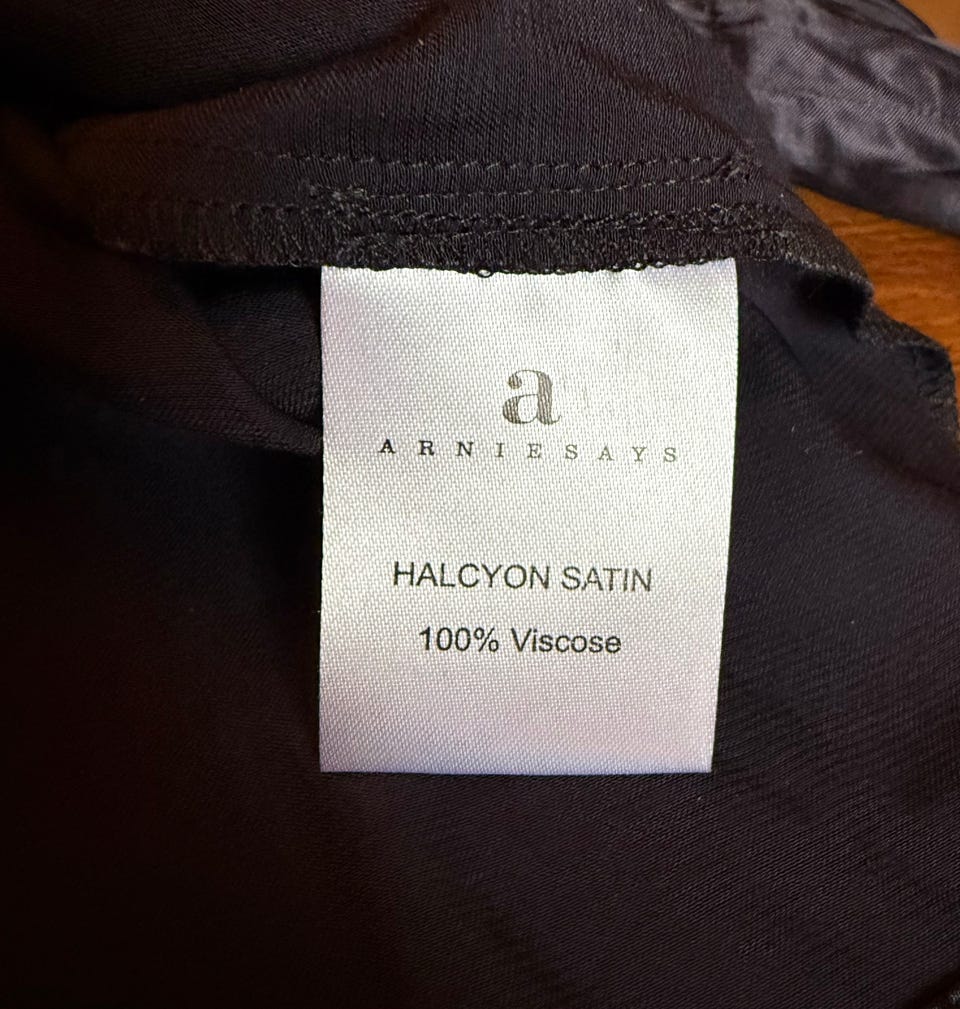 a
ARNIESAYS
HALCYON SATIN
100% Viscose